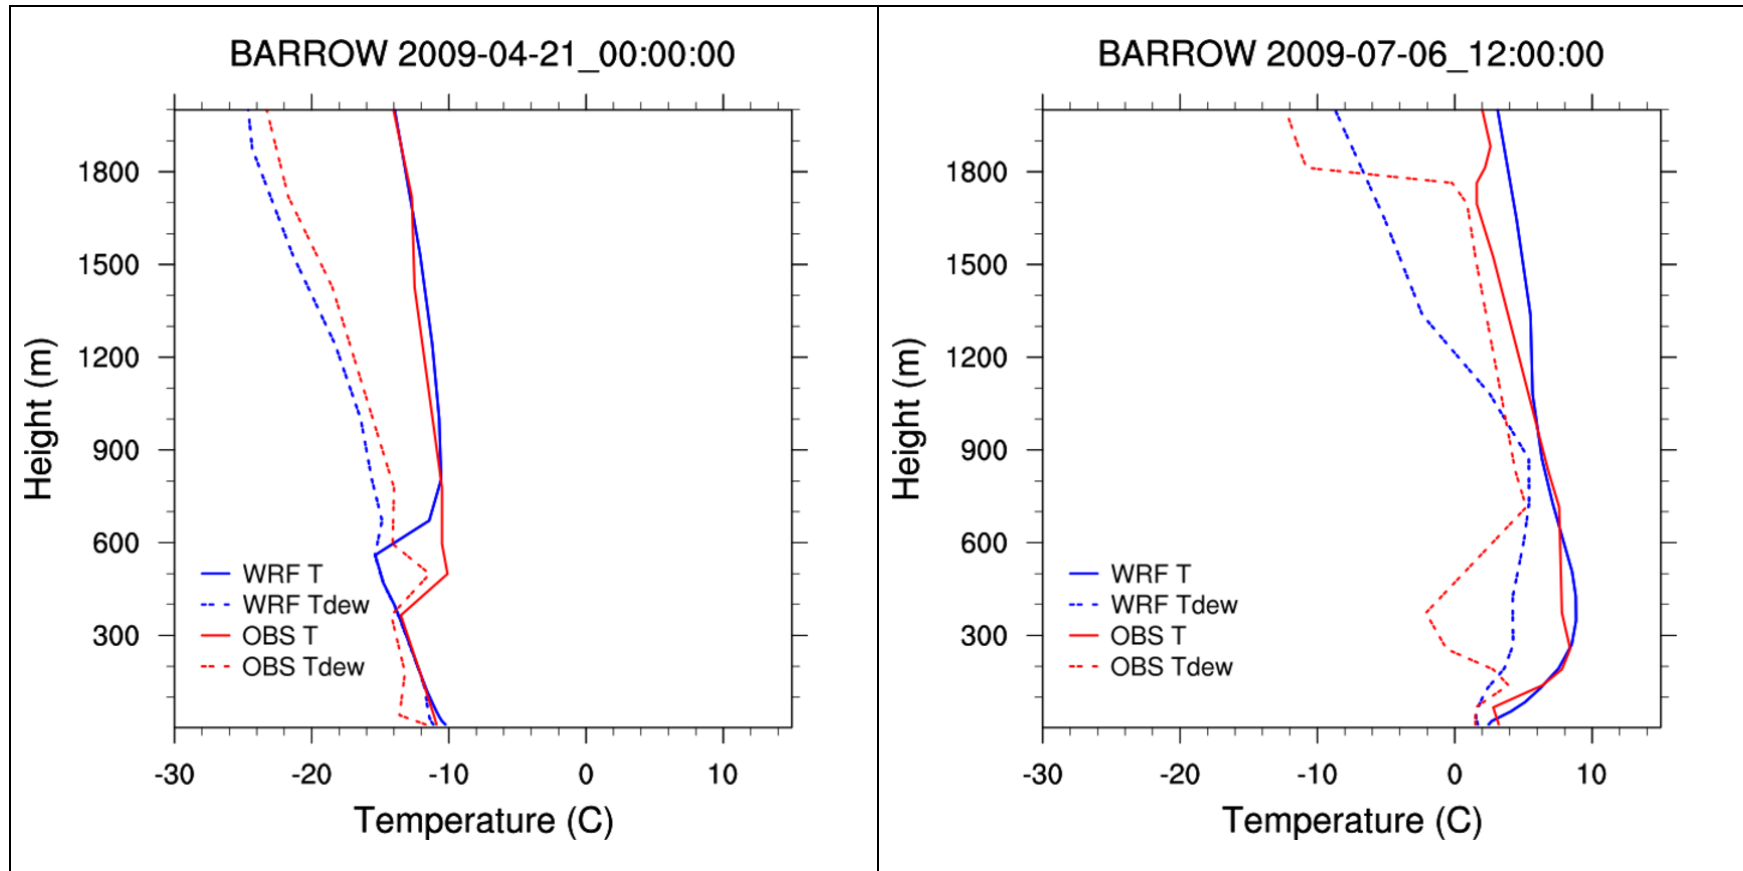 BARROW 2009-04-21_00:00:00
1800
1500
1200
900
600
300
Height (m)
WRF T
WRF Tdew
OBS T
OBS Tdew
-30 -20 -10 0 10
Temperature (C)
BARROW 2009-07-06_12:00:00
1800
1500
1200
900
600
300
Height (m)
WRF T
WRF Tdew
OBS T
OBS Tdew
-30 -20 -10 0 10
Temperature (C)